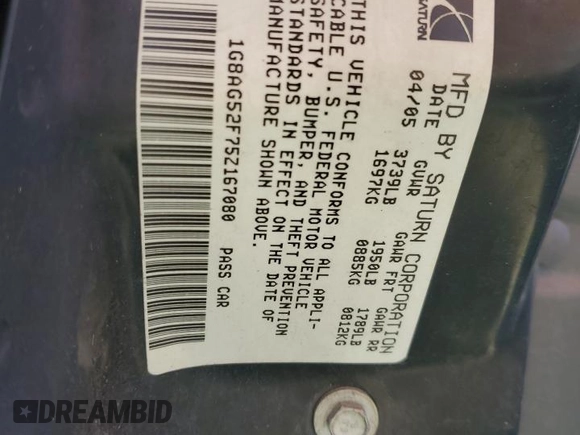 SATURN
MFD BY SATURN CORPORATION
DATE GVWR GAWR FRT GAWR RR
04/05 3739LB 1950LB 1789LB
1697KG 0885KG 0812KG
THIS VEHICLE CONFORMS TO ALL APPLI-
CABLE U.S. FEDERAL MOTOR VEHICLE
SAFETY, BUMPER, AND THEFT PREVENTION
STANDARDS IN EFFECT ON THE DATE OF
MANUFACTURE SHOWN ABOVE.
1G8AG52F75Z167080 PASS CAR
DREAMBID